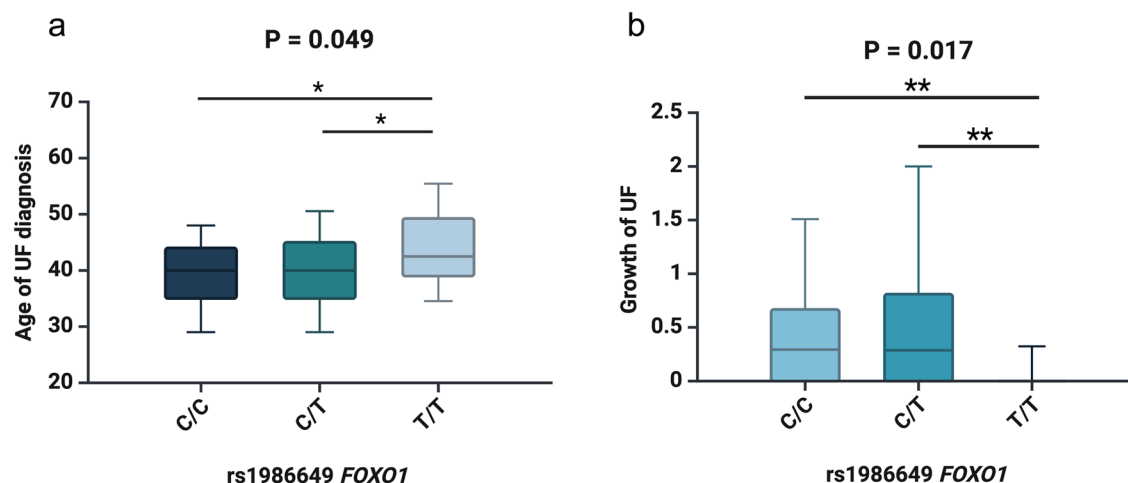 a
P = 0.049
*
*
Age of UF diagnosis
70
60
50
40
30
20
C/C
C/T
T/T
rs1986649 FOXO1
b
P = 0.017
**
**
Growth of UF
2.5
2
1.5
1
0.5
0
C/C
C/T
T/T
rs1986649 FOXO1